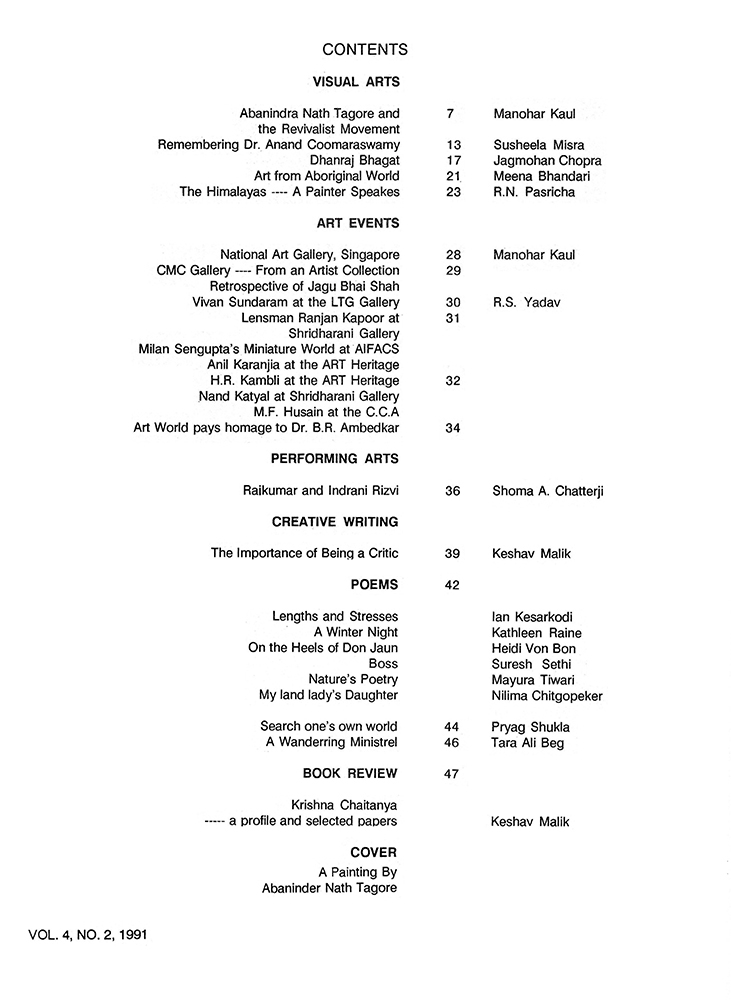 CONTENTS
VISUAL ARTS
Abanindra Nath Tagore and 7 Manohar Kaul
the Revivalist Movement
Remembering Dr. Anand Coomaraswamy 13 Susheela Misra
Dhanraj Bhagat 17 Jagmohan Chopra
Art from Aboriginal World 21 Meena Bhandari
The Himalayas ---- A Painter Speakes 23 R.N. Pasricha
ART EVENTS
National Art Gallery, Singapore 28 Manohar Kaul
CMC Gallery ---- From an Artist Collection 29
Retrospective of Jagu Bhai Shah
Vivan Sundaram at the LTG Gallery 30 R.S. Yadav
Lensman Ranjan Kapoor at 31
Shridharani Gallery
Milan Sengupta's Miniature World at AIFACS
Anil Karanjia at the ART Heritage
H.R. Kambli at the ART Heritage 32
Nand Katyal at Shridharani Gallery
M.F. Husain at the C.C.A
Art World pays homage to Dr. B.R. Ambedkar 34
PERFORMING ARTS
Raikumar and Indrani Rizvi 36 Shoma A. Chatterji
CREATIVE WRITING
The Importance of Being a Critic 39 Keshav Malik
POEMS 42
Lengths and Stresses Ian Kesarkodi
A Winter Night Kathleen Raine
On the Heels of Don Jaun Heidi Von Bon
Boss Suresh Sethi
Nature's Poetry Mayura Tiwari
My land lady's Daughter Nilima Chitgopeker
Search one's own world 44 Pryag Shukla
A Wanderring Ministrel 46 Tara Ali Beg
BOOK REVIEW 47
Krishna Chaitanya
----- a profile and selected papers Keshav Malik
COVER
A Painting By
Abaninder Nath Tagore
VOL. 4, NO. 2, 1991